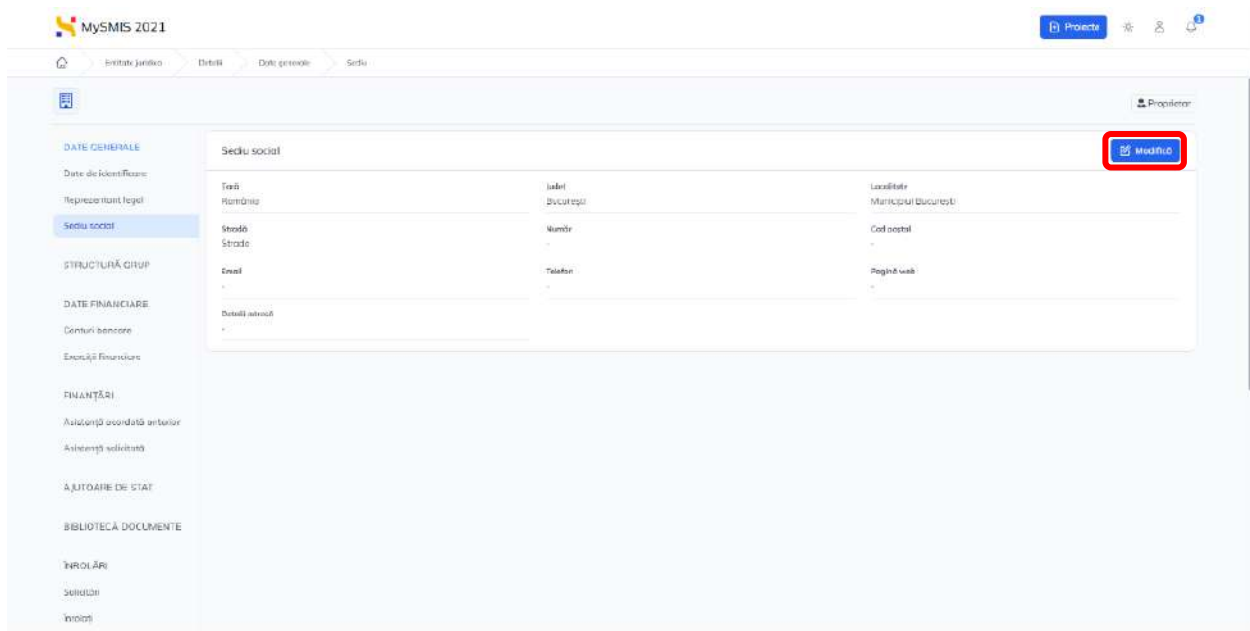 MySMIS 2021
Proiecte
1
Entitate juridica
Detalii
Date generale
Sediu
Proprietar
DATE GENERALE
Date de identificare
Reprezentant legal
Sediu social
STRUCTURĂ GRUP
DATE FINANCIARE
Conturi bancare
Exerciții financiare
FINANȚĂRI
Asistență acordată anterior
Asistență solicitată
AJUTOARE DE STAT
BIBLIOTECĂ DOCUMENTE
ÎNROLĂRI
Solicitări
Înrolați
Sediu social
Modifică
Țară
România
Județ
București
Localitate
Municipiul București
Stradă
Strade
Număr
-
Cod poștal
-
Email
-
Telefon
-
Pagină web
-
Detalii adresă
-